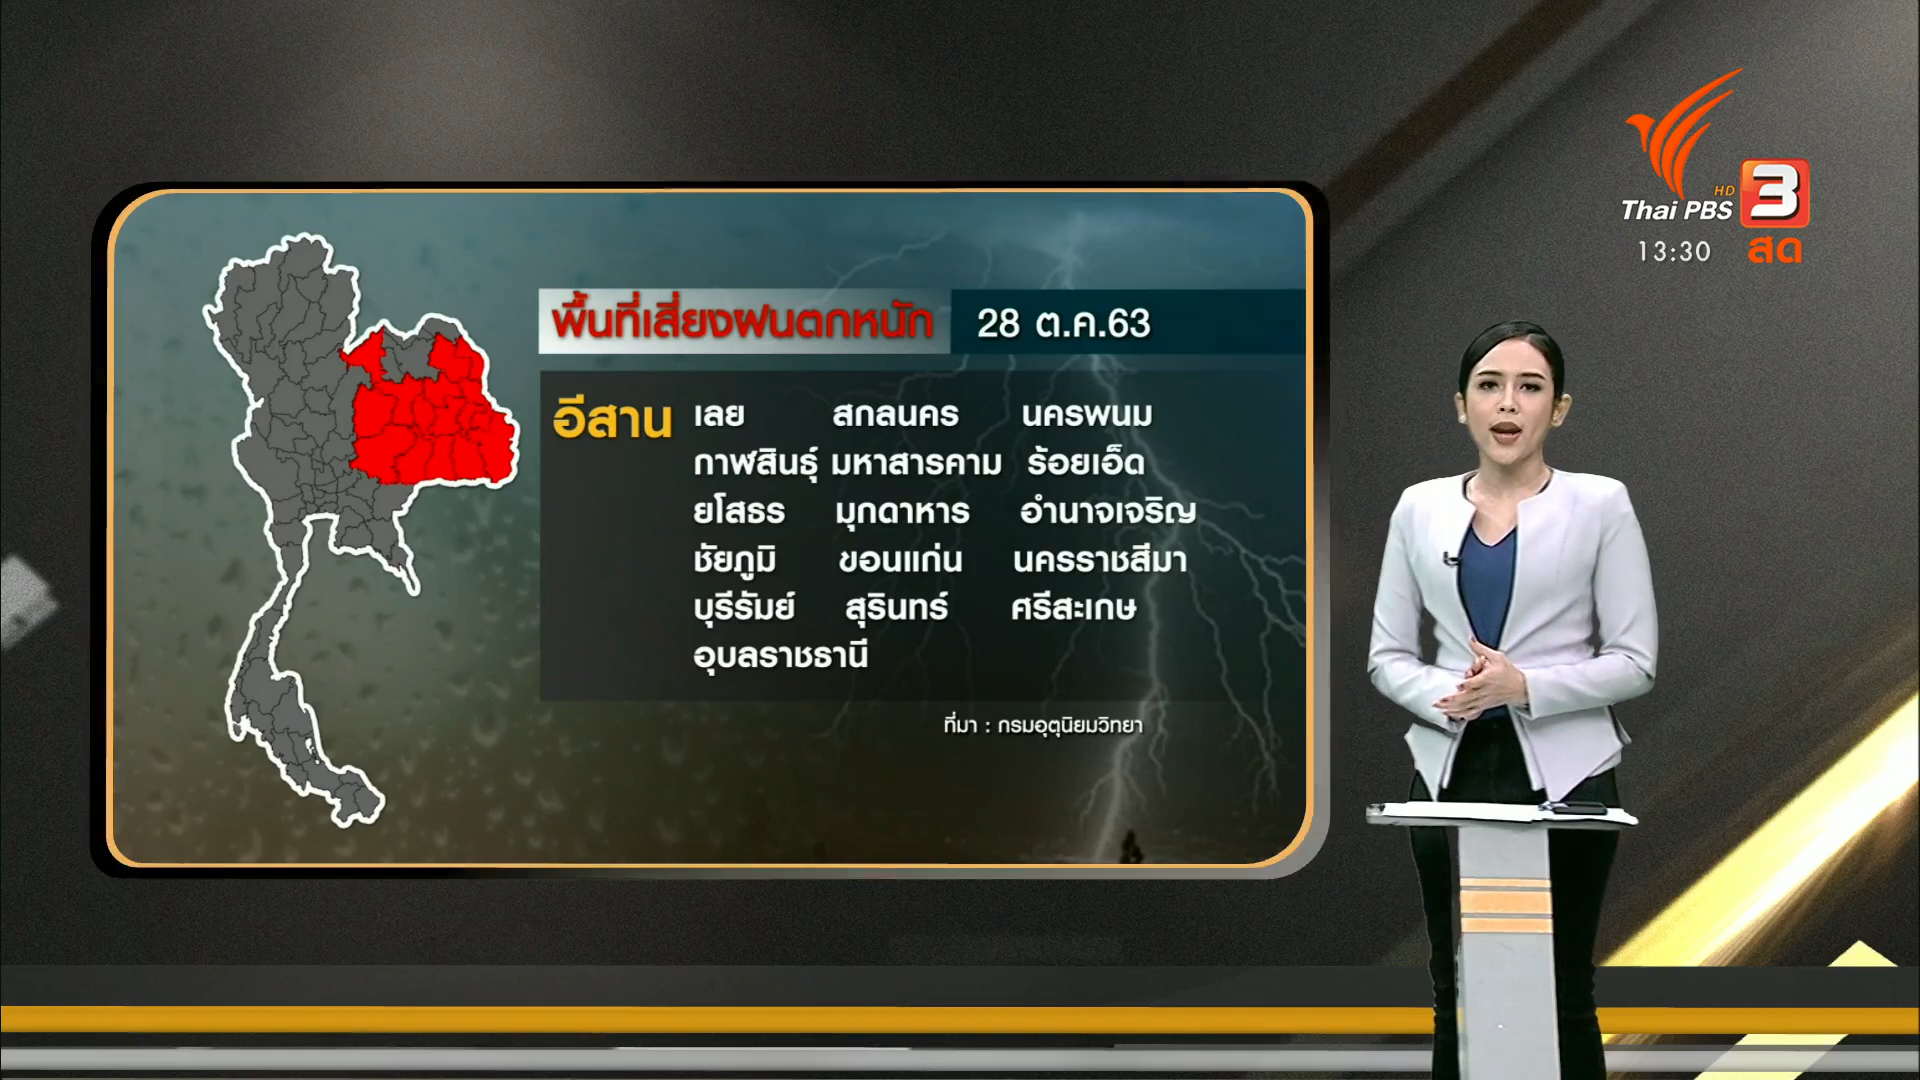 HD
Thai PBS 3
13:30 สด
พื้นที่เสี่ยงฝนตกหนัก 28 ต.ค.63
อีสาน เลย สกลนคร นครพนม
กาฬสินธุ์ มหาสารคาม ร้อยเอ็ด
ยโสธร มุกดาหาร อำนาจเจริญ
ชัยภูมิ ขอนแก่น นครราชสีมา
บุรีรัมย์ สุรินทร์ ศรีสะเกษ
อุบลราชธานี
ที่มา : กรมอุตุนิยมวิทยา